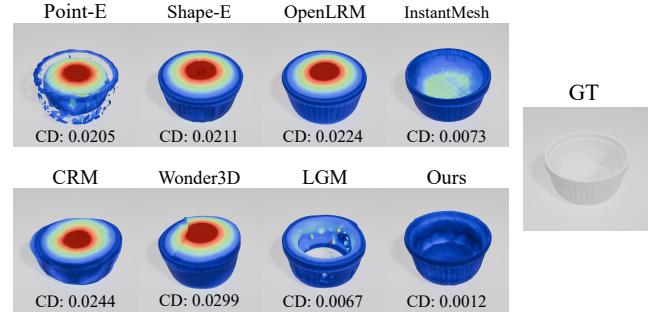 Point-E Shape-E OpenLRM InstantMesh
CD: 0.0205 CD: 0.0211 CD: 0.0224 CD: 0.0073
GT
CRM Wonder3D LGM Ours
CD: 0.0244 CD: 0.0299 CD: 0.0067 CD: 0.0012